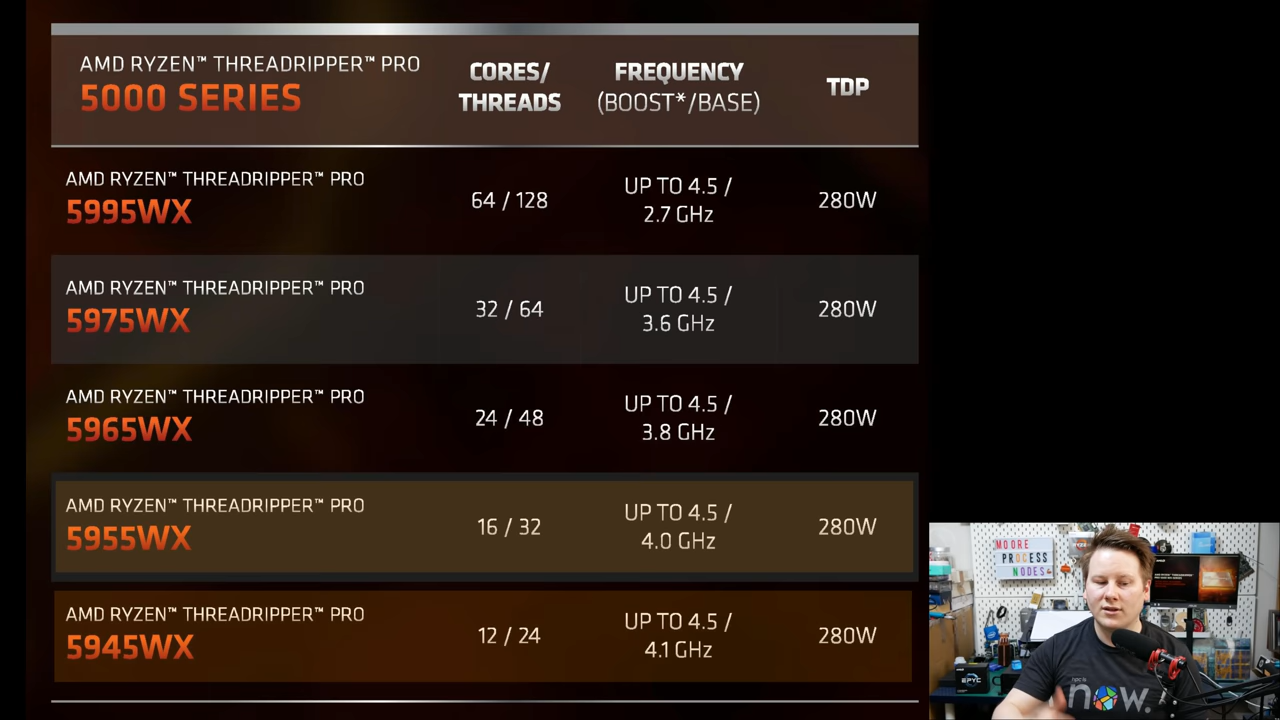 AMD RYZEN™ THREADRIPPER™ PRO
5000 SERIES
CORES/
THREADS
FREQUENCY
(BOOST*/BASE)
TDP
AMD RYZEN™ THREADRIPPER™ PRO
5995WX
64 / 128
UP TO 4.5 /
2.7 GHz
280W
AMD RYZEN™ THREADRIPPER™ PRO
5975WX
32 / 64
UP TO 4.5 /
3.6 GHz
280W
AMD RYZEN™ THREADRIPPER™ PRO
5965WX
24 / 48
UP TO 4.5 /
3.8 GHz
280W
AMD RYZEN™ THREADRIPPER™ PRO
5955WX
16 / 32
UP TO 4.5 /
4.0 GHz
280W
AMD RYZEN™ THREADRIPPER™ PRO
5945WX
12 / 24
UP TO 4.5 /
4.1 GHz
280W
MOORE
PROCESS
NODES
EPYC
now.